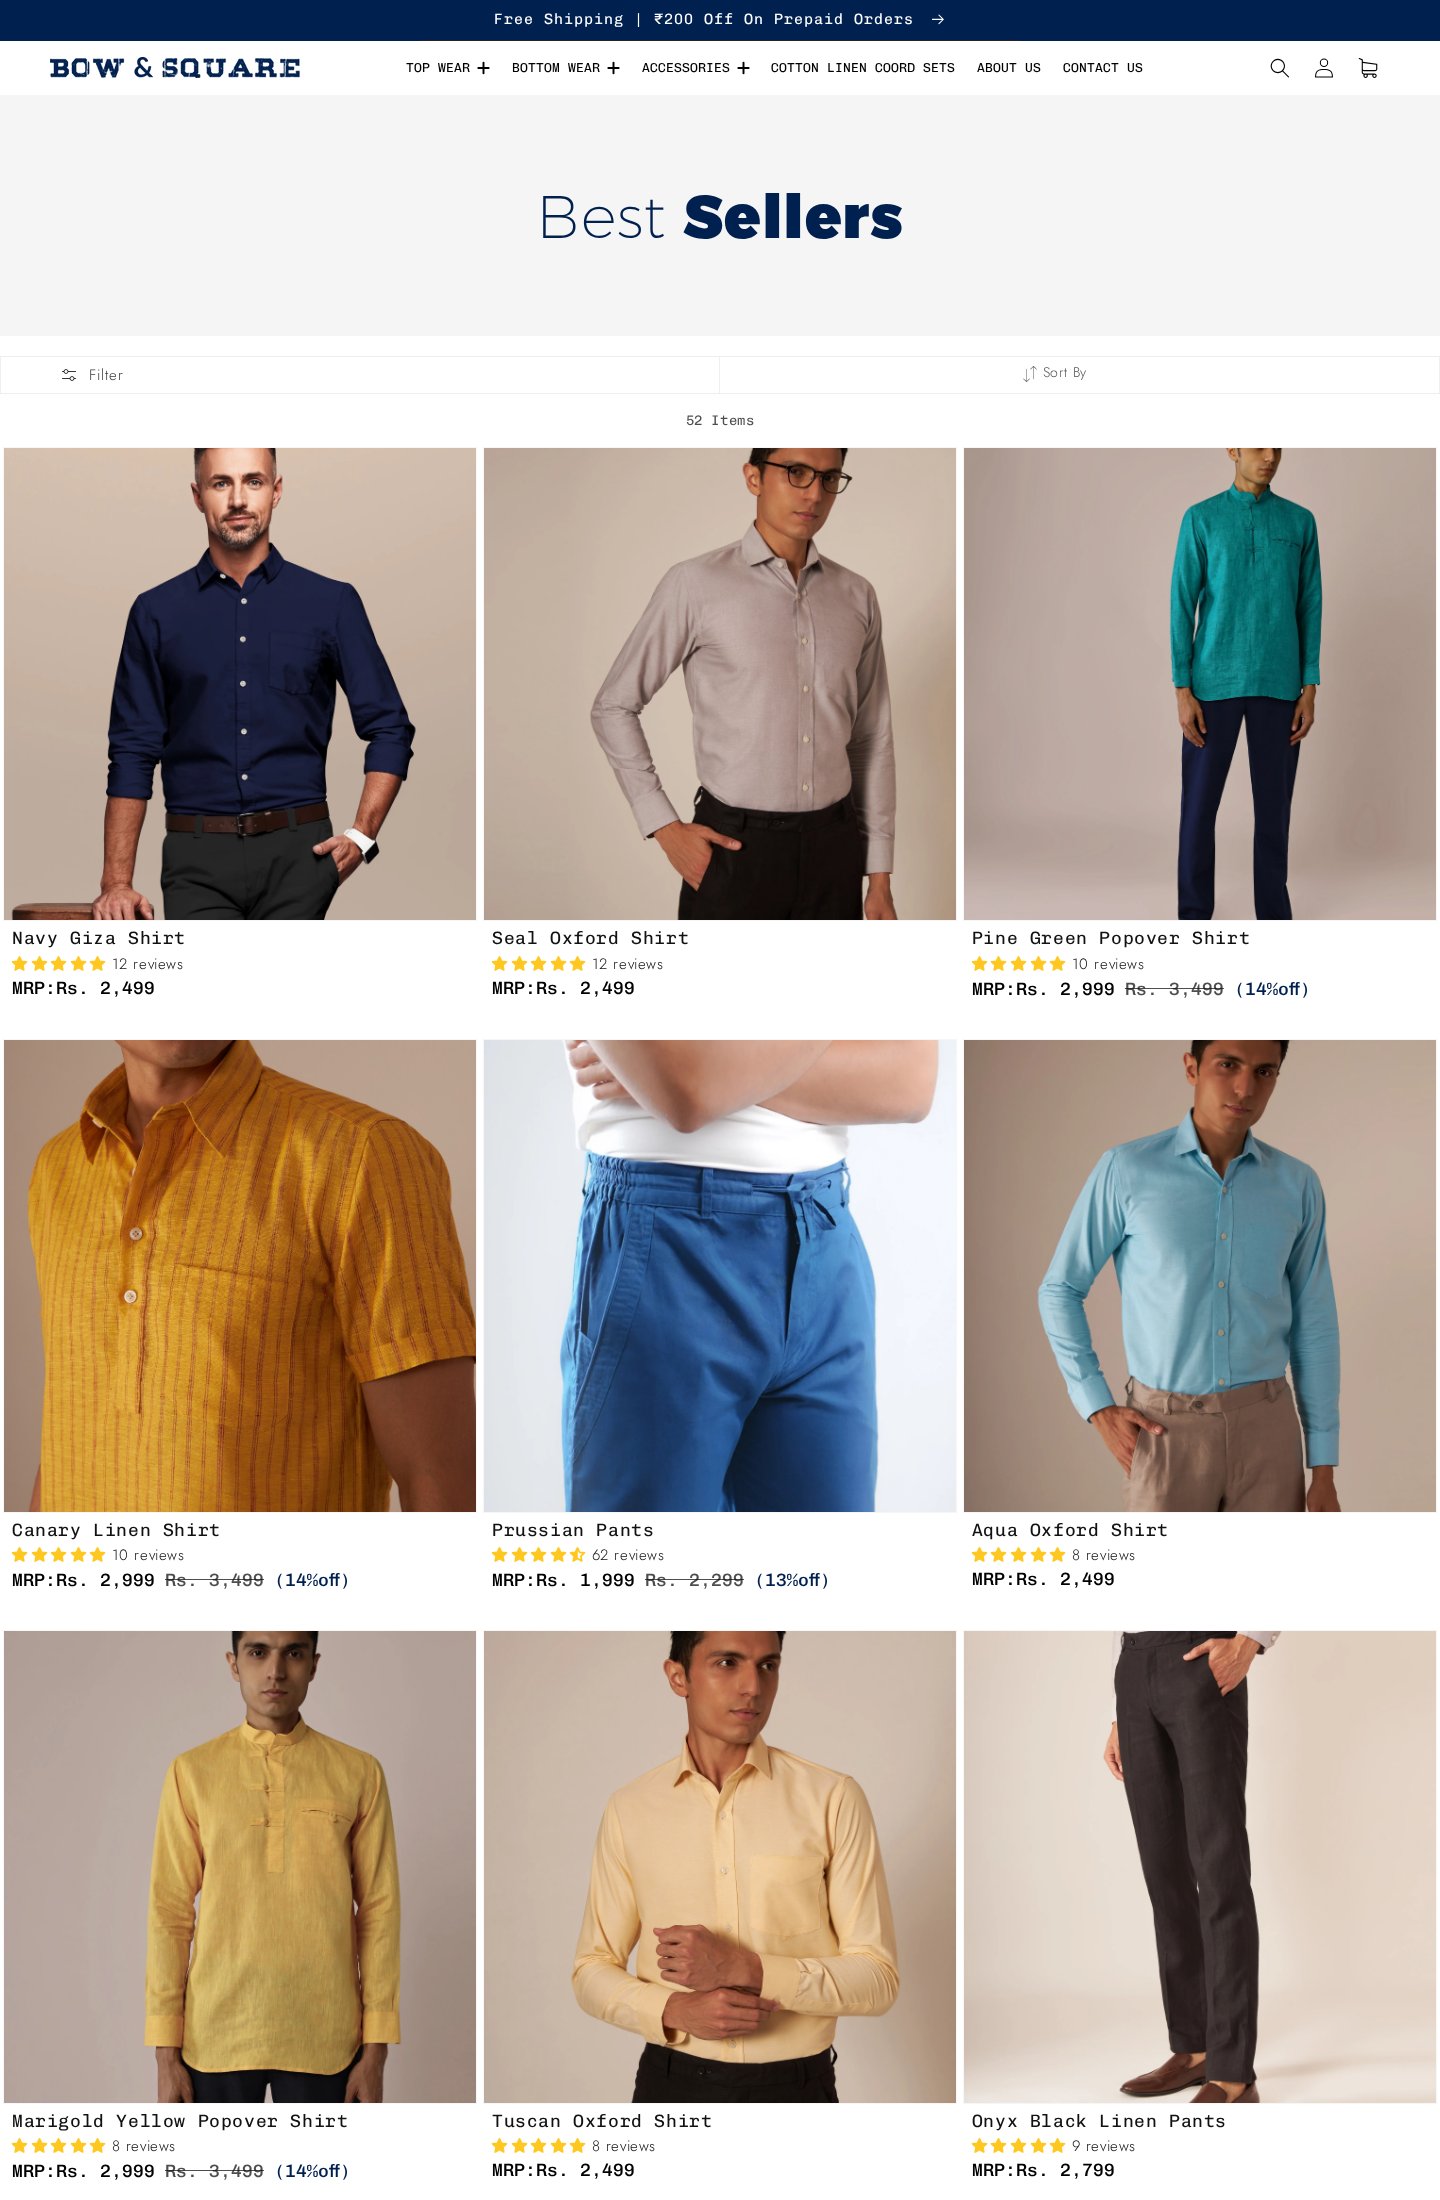 Free Shipping | ₹200 Off On Prepaid Orders →
BOW & SQUARE
TOP WEAR + BOTTOM WEAR + ACCESSORIES + COTTON LINEN COORD SETS ABOUT US CONTACT US
Best Sellers
Filter
Sort By
52 Items
Navy Giza Shirt
12 reviews
MRP:Rs. 2,499
Seal Oxford Shirt
12 reviews
MRP:Rs. 2,499
Pine Green Popover Shirt
10 reviews
MRP:Rs. 2,999 Rs. 3,499 (14%off)
Canary Linen Shirt
10 reviews
MRP:Rs. 2,999 Rs. 3,499 (14%off)
Prussian Pants
62 reviews
MRP:Rs. 1,999 Rs. 2,299 (13%off)
Aqua Oxford Shirt
8 reviews
MRP:Rs. 2,499
Marigold Yellow Popover Shirt
8 reviews
MRP:Rs. 2,999 Rs. 3,499 (14%off)
Tuscan Oxford Shirt
8 reviews
MRP:Rs. 2,499
Onyx Black Linen Pants
9 reviews
MRP:Rs. 2,799